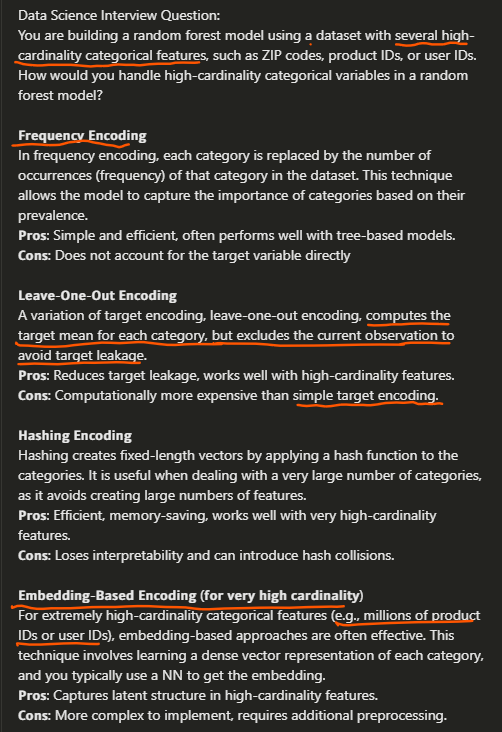 Data Science Interview Question:
You are building a random forest model using a dataset with several high-
cardinality categorical features, such as ZIP codes, product IDs, or user IDs.
How would you handle high-cardinality categorical variables in a random
forest model?
Frequency Encoding
In frequency encoding, each category is replaced by the number of
occurrences (frequency) of that category in the dataset. This technique
allows the model to capture the importance of categories based on their
prevalence.
Pros: Simple and efficient, often performs well with tree-based models.
Cons: Does not account for the target variable directly
Leave-One-Out Encoding
A variation of target encoding, leave-one-out encoding, computes the
target mean for each category, but excludes the current observation to
avoid target leakage.
Pros: Reduces target leakage, works well with high-cardinality features.
Cons: Computationally more expensive than simple target encoding.
Hashing Encoding
Hashing creates fixed-length vectors by applying a hash function to the
categories. It is useful when dealing with a very large number of categories,
as it avoids creating large numbers of features.
Pros: Efficient, memory-saving, works well with very high-cardinality
features.
Cons: Loses interpretability and can introduce hash collisions.
Embedding-Based Encoding (for very high cardinality)
For extremely high-cardinality categorical features (e.g., millions of product
IDs or user IDs), embedding-based approaches are often effective. This
technique involves learning a dense vector representation of each category,
and you typically use a NN to get the embedding.
Pros: Captures latent structure in high-cardinality features.
Cons: More complex to implement, requires additional preprocessing.